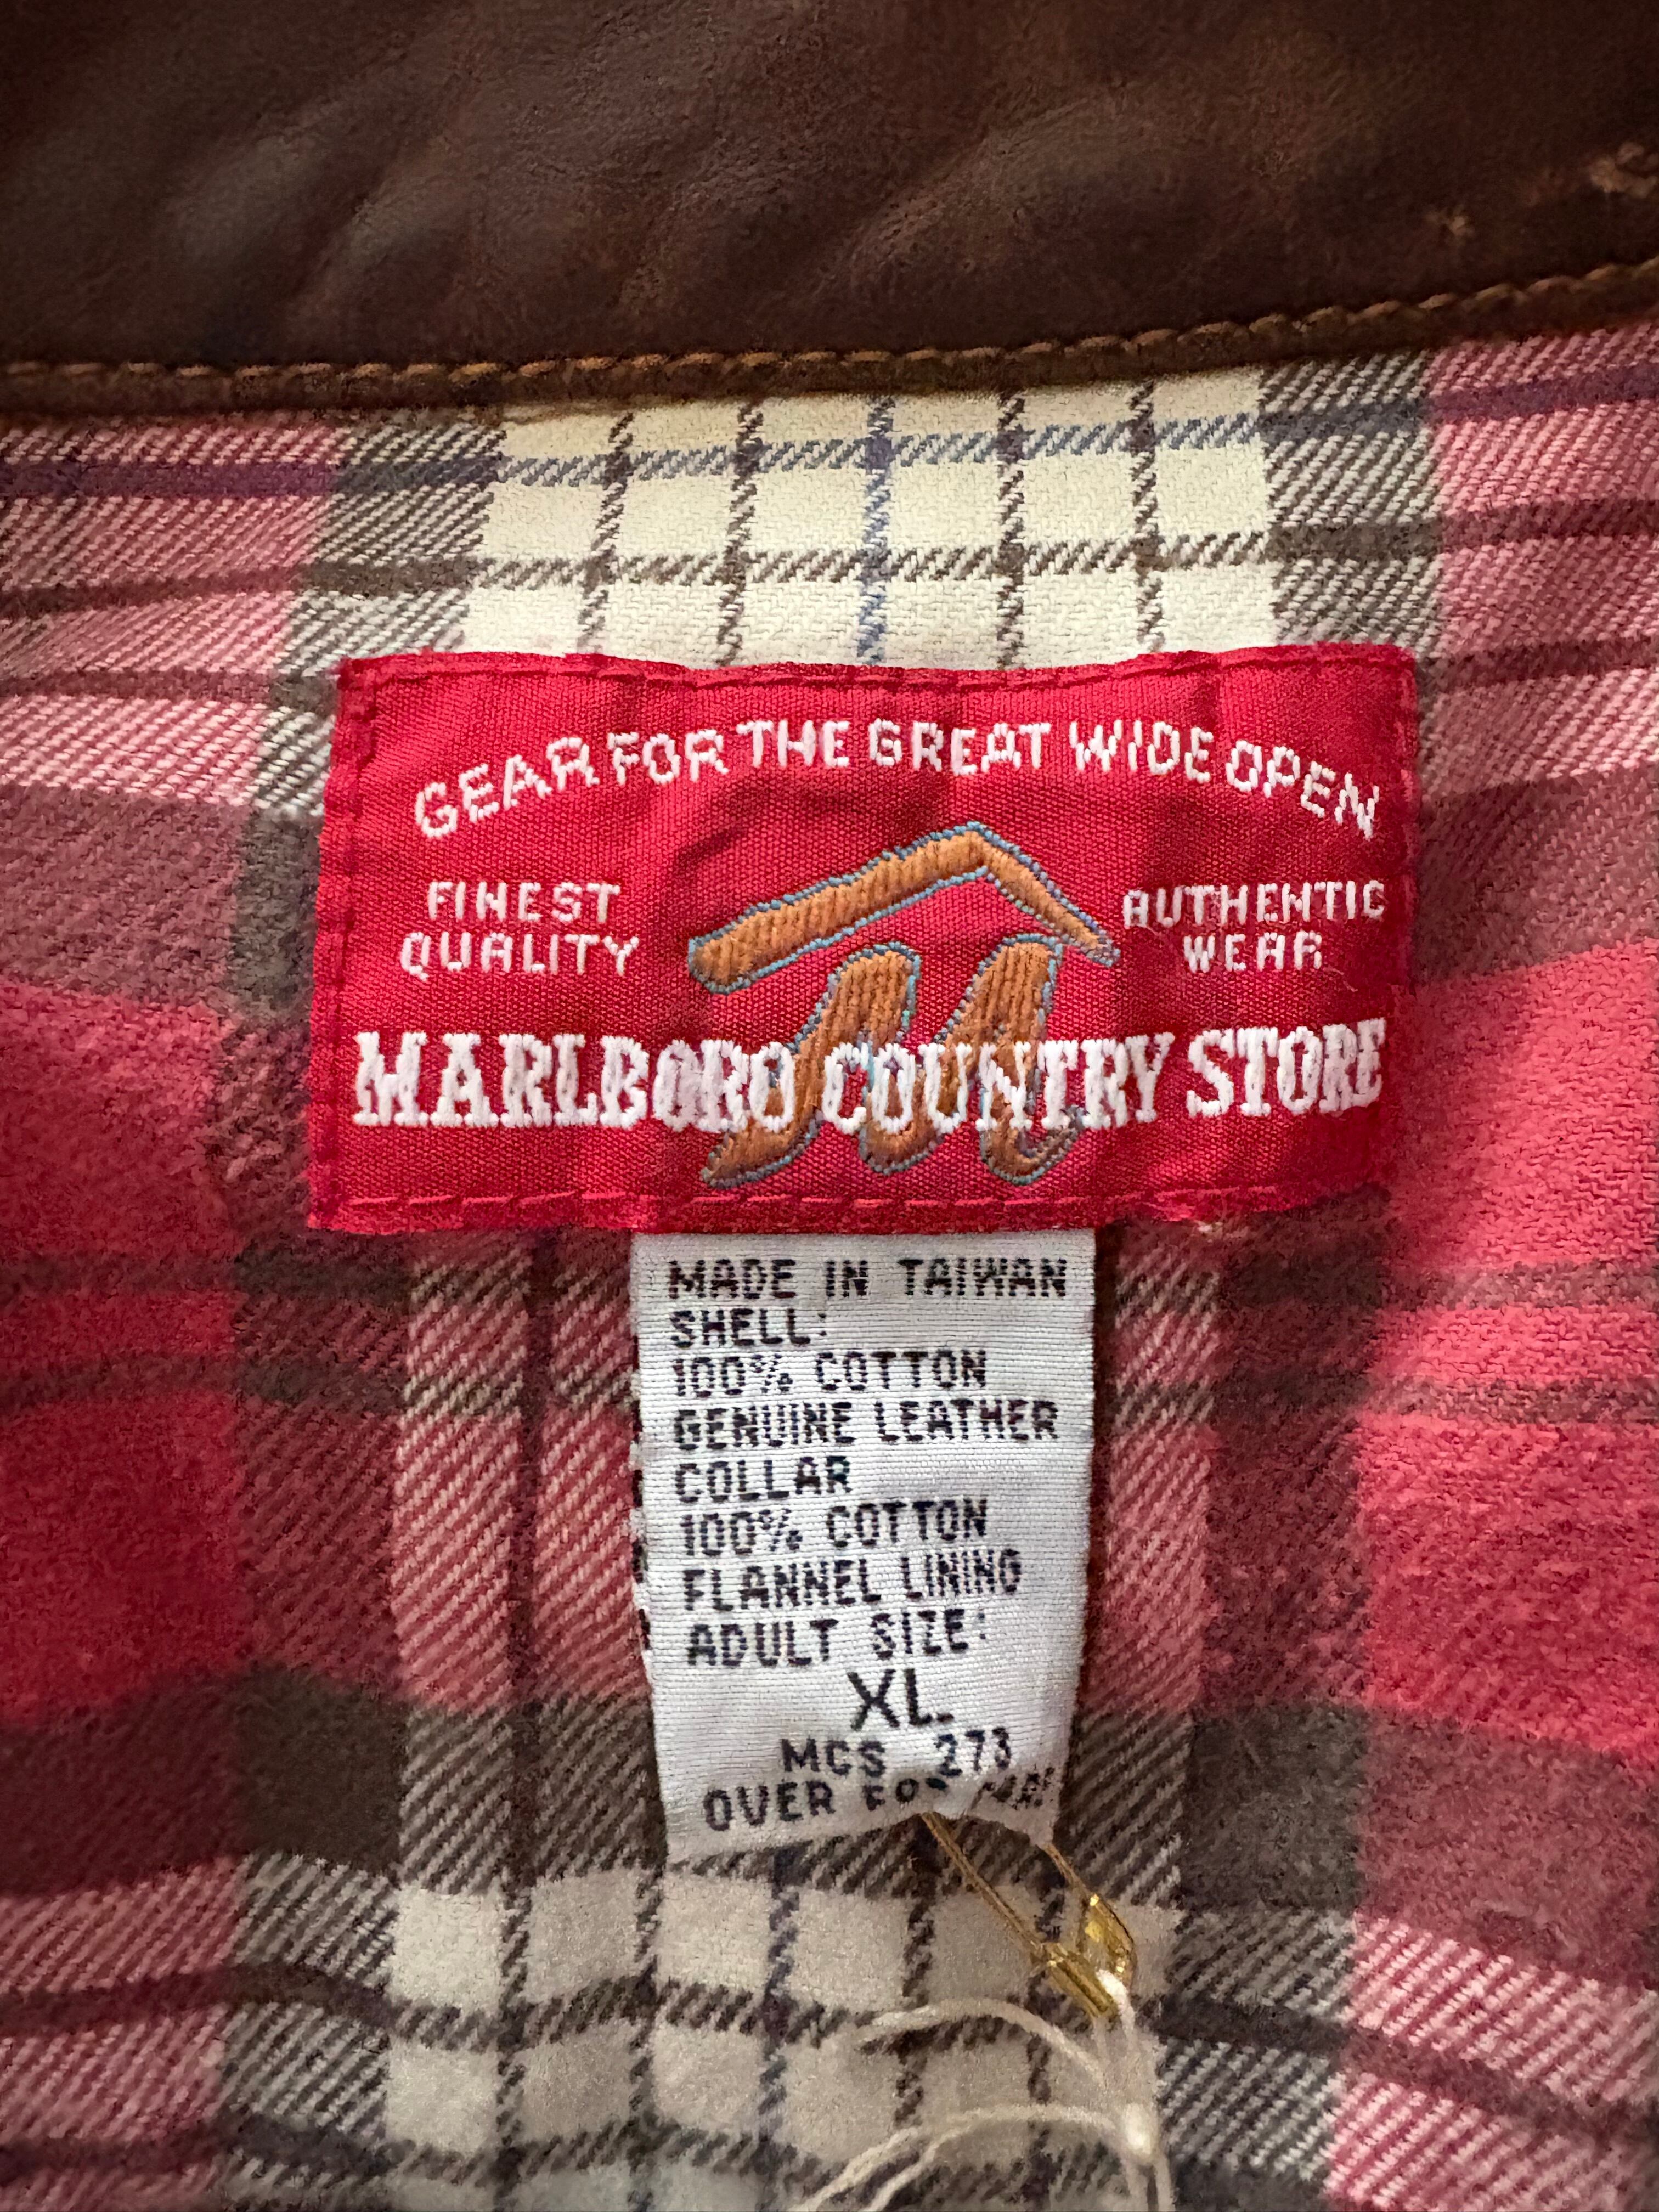 GEAR FOR THE GREAT WIDE OPEN
FINEST
QUALITY
AUTHENTIC
WEAR
M
MARLBORO COUNTRY STORE
MADE IN TAIWAN
SHELL:
100% COTTON
GENUINE LEATHER
COLLAR
100% COTTON
FLANNEL LINING
ADULT SIZE:
XL
MCS 273
OVER